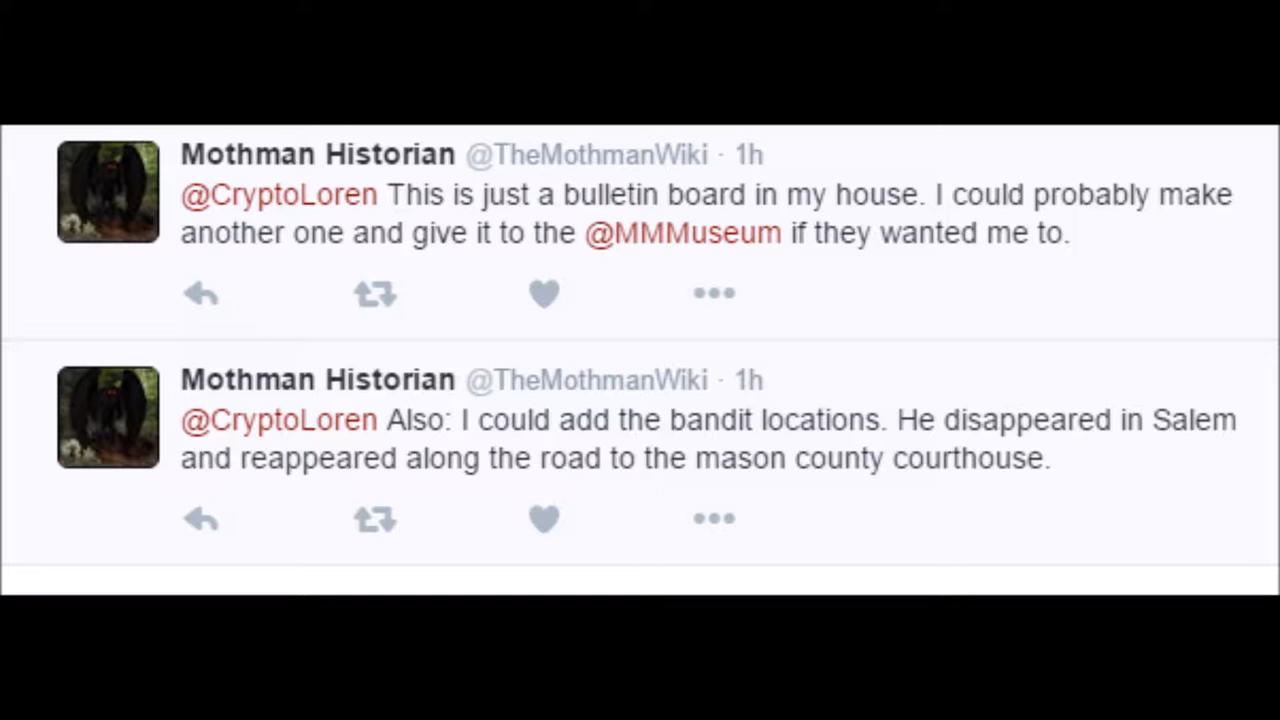 Mothman Historian @TheMothmanWiki · 1h
@CryptoLoren This is just a bulletin board in my house. I could probably make
another one and give it to the @MMMuseum if they wanted me to.
Mothman Historian @TheMothmanWiki · 1h
@CryptoLoren Also: I could add the bandit locations. He disappeared in Salem
and reappeared along the road to the mason county courthouse.